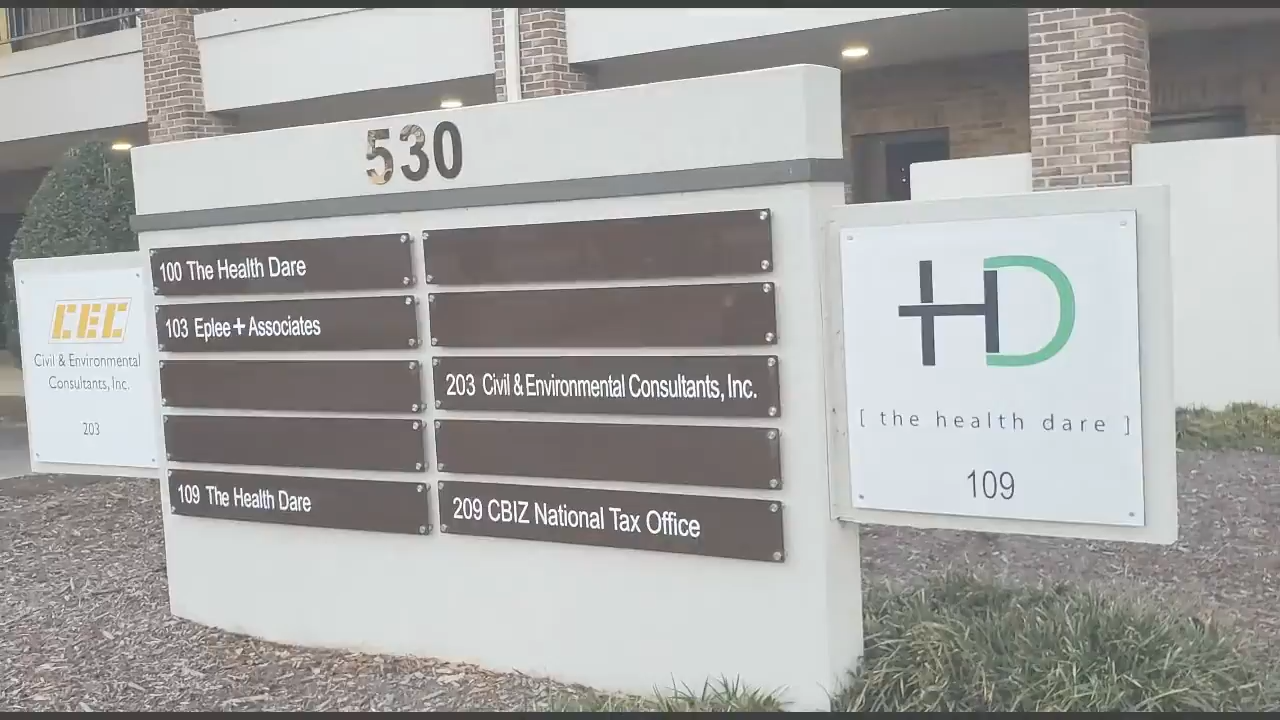 530
100 The Health Dare
103 Eplee + Associates
109 The Health Dare
203 Civil & Environmental Consultants, Inc.
209 CBIZ National Tax Office
CEC
Civil & Environmental
Consultants, Inc.
203
HD
[ the health dare ]
109